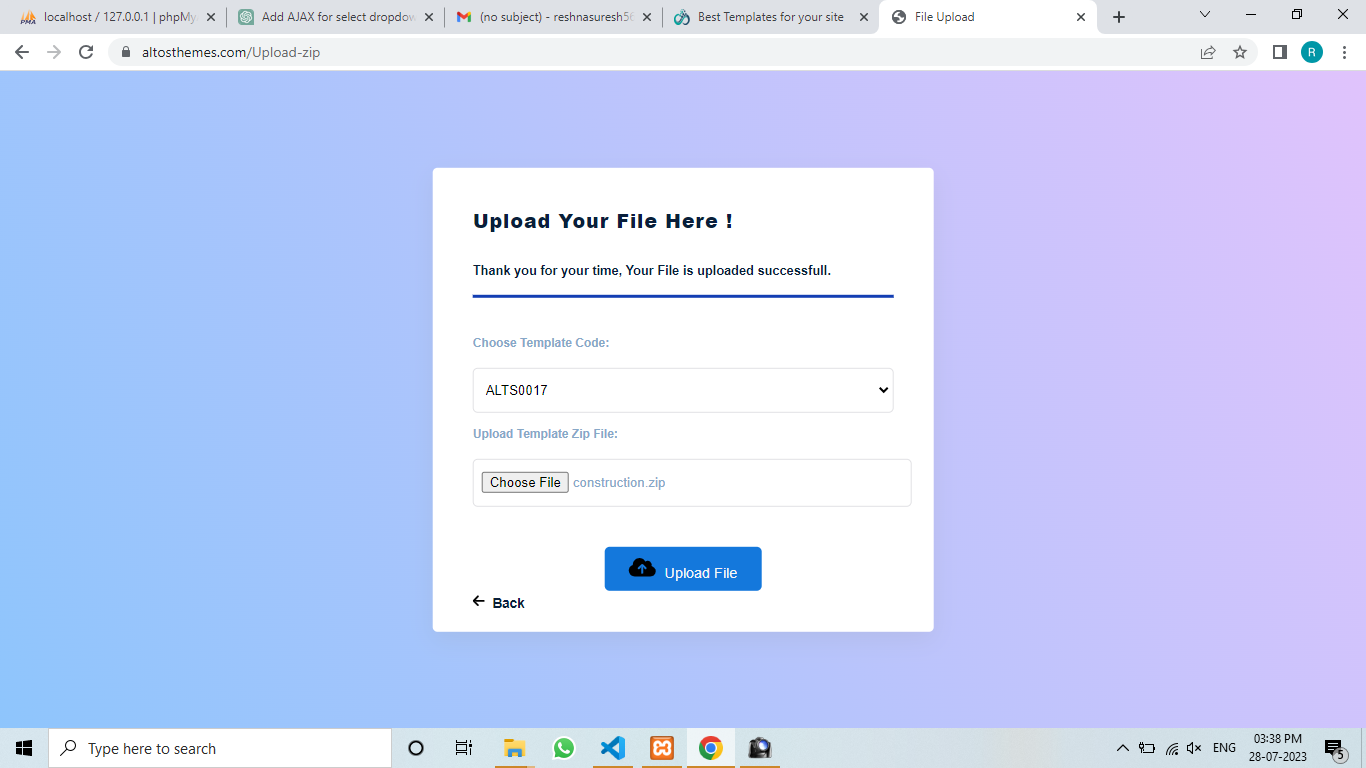 localhost / 127.0.0.1 | phpMy
Add AJAX for select dropdow
(no subject) - reshnasuresh56
Best Templates for your site
File Upload
altosthemes.com/Upload-zip
R
Upload Your File Here !
Thank you for your time, Your File is uploaded successfull.
Choose Template Code:
ALTS0017
Upload Template Zip File:
Choose File construction.zip
Upload File
Back
Type here to search
ENG
03:38 PM
28-07-2023
5